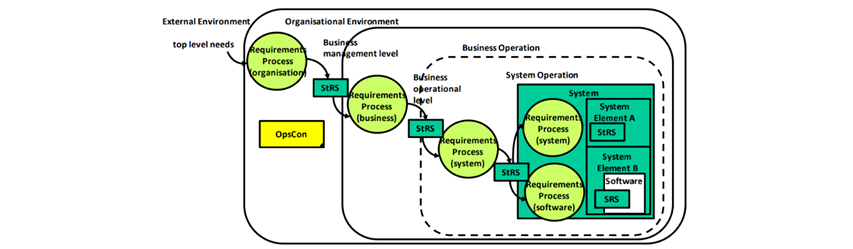 External Environment
Organisational Environment
top level needs
Requirements
Process
(organisation)
Business
management level
StRS
OpsCon
Requirements
Process
(business)
Business Operation
Business
operational
level
StRS
Requirements
Process
(system)
StRS
System Operation
System
Requirements
Process
(system)
Requirements
Process
(software)
System
Element A
StRS
System
Element B
Software
SRS